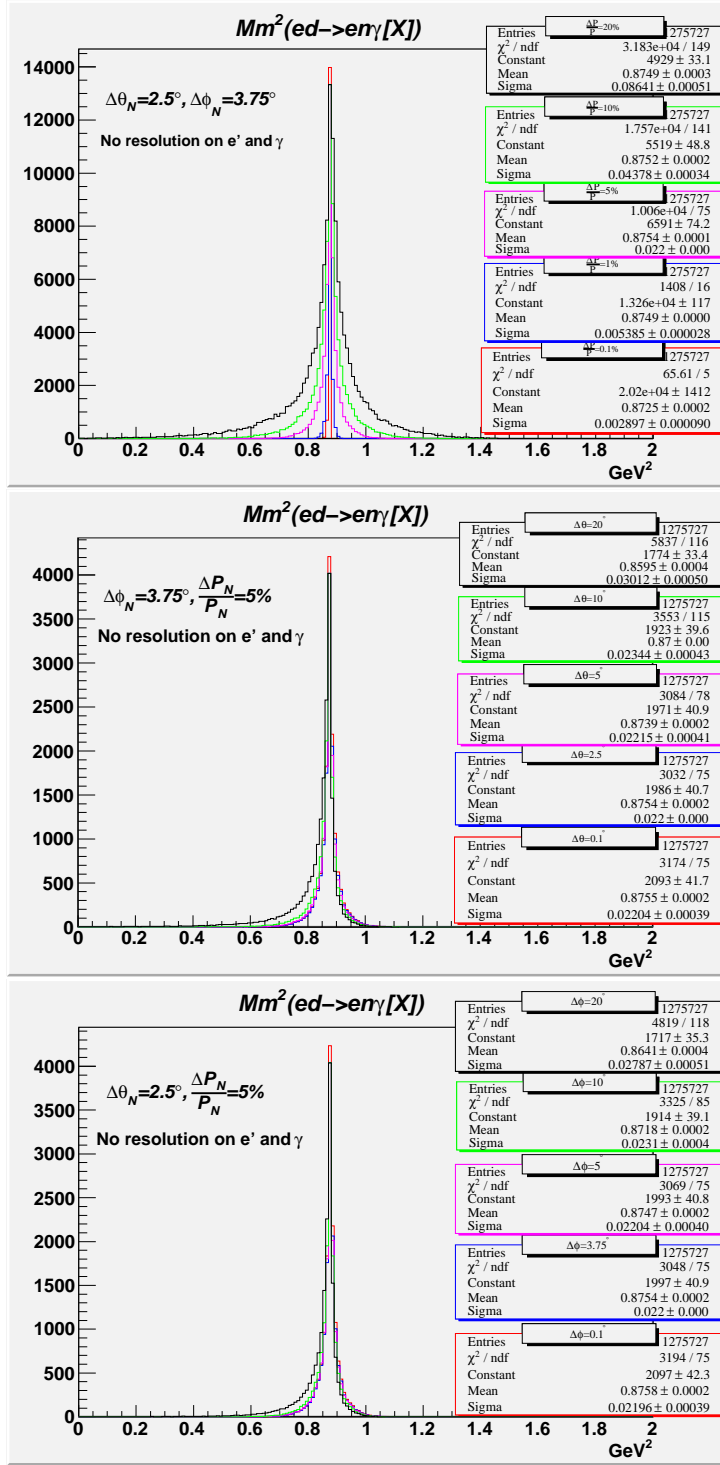 Mm²(ed->enγ[X])
Δθ_N=2.5°, Δϕ_N=3.75°
No resolution on e' and γ
14000
12000
10000
8000
6000
4000
2000
0
0 0.2 0.4 0.6 0.8 1 1.2 1.4 1.6 1.8 2
GeV²
ΔP/P=20%
Entries 1275727
χ² / ndf 3.183e+04 / 149
Constant 4929 ± 33.1
Mean 0.8749 ± 0.0003
Sigma 0.08641 ± 0.00051
ΔP/P=10%
Entries 1275727
χ² / ndf 1.757e+04 / 141
Constant 5519 ± 48.8
Mean 0.8752 ± 0.0002
Sigma 0.04378 ± 0.00034
ΔP/P=5%
Entries 1275727
χ² / ndf 1.006e+04 / 75
Constant 6591 ± 74.2
Mean 0.8754 ± 0.0001
Sigma 0.022 ± 0.000
ΔP/P=1%
Entries 1275727
χ² / ndf 1408 / 16
Constant 1.326e+04 ± 117
Mean 0.8749 ± 0.0000
Sigma 0.005385 ± 0.000028
ΔP/P=0.1%
Entries 1275727
χ² / ndf 65.61 / 5
Constant 2.02e+04 ± 1412
Mean 0.8725 ± 0.0002
Sigma 0.002897 ± 0.000090
Mm²(ed->enγ[X])
Δϕ_N=3.75°, ΔP_N/P_N=5%
No resolution on e' and γ
4000
3500
3000
2500
2000
1500
1000
500
0
0 0.2 0.4 0.6 0.8 1 1.2 1.4 1.6 1.8 2
GeV²
Δθ=20°
Entries 1275727
χ² / ndf 5837 / 116
Constant 1774 ± 33.4
Mean 0.8595 ± 0.0004
Sigma 0.03012 ± 0.00050
Δθ=10°
Entries 1275727
χ² / ndf 3553 / 115
Constant 1923 ± 39.6
Mean 0.87 ± 0.00
Sigma 0.02344 ± 0.00043
Δθ=5°
Entries 1275727
χ² / ndf 3084 / 78
Constant 1971 ± 40.9
Mean 0.8739 ± 0.0002
Sigma 0.02215 ± 0.00041
Δθ=2.5°
Entries 1275727
χ² / ndf 3032 / 75
Constant 1986 ± 40.7
Mean 0.8754 ± 0.0002
Sigma 0.022 ± 0.000
Δθ=0.1°
Entries 1275727
χ² / ndf 3174 / 75
Constant 2093 ± 41.7
Mean 0.8755 ± 0.0002
Sigma 0.02204 ± 0.00039
Mm²(ed->enγ[X])
Δθ_N=2.5°, ΔP_N/P_N=5%
No resolution on e' and γ
4000
3500
3000
2500
2000
1500
1000
500
0
0 0.2 0.4 0.6 0.8 1 1.2 1.4 1.6 1.8 2
GeV²
Δϕ=20°
Entries 1275727
χ² / ndf 4819 / 118
Constant 1717 ± 35.3
Mean 0.8641 ± 0.0004
Sigma 0.02787 ± 0.00051
Δϕ=10°
Entries 1275727
χ² / ndf 3325 / 85
Constant 1914 ± 39.1
Mean 0.8718 ± 0.0002
Sigma 0.0231 ± 0.0004
Δϕ=5°
Entries 1275727
χ² / ndf 3069 / 75
Constant 1993 ± 40.8
Mean 0.8747 ± 0.0002
Sigma 0.02204 ± 0.00040
Δϕ=3.75°
Entries 1275727
χ² / ndf 3048 / 75
Constant 1997 ± 40.9
Mean 0.8754 ± 0.0002
Sigma 0.022 ± 0.000
Δϕ=0.1°
Entries 1275727
χ² / ndf 3194 / 75
Constant 2097 ± 42.3
Mean 0.8758 ± 0.0002
Sigma 0.02196 ± 0.00039